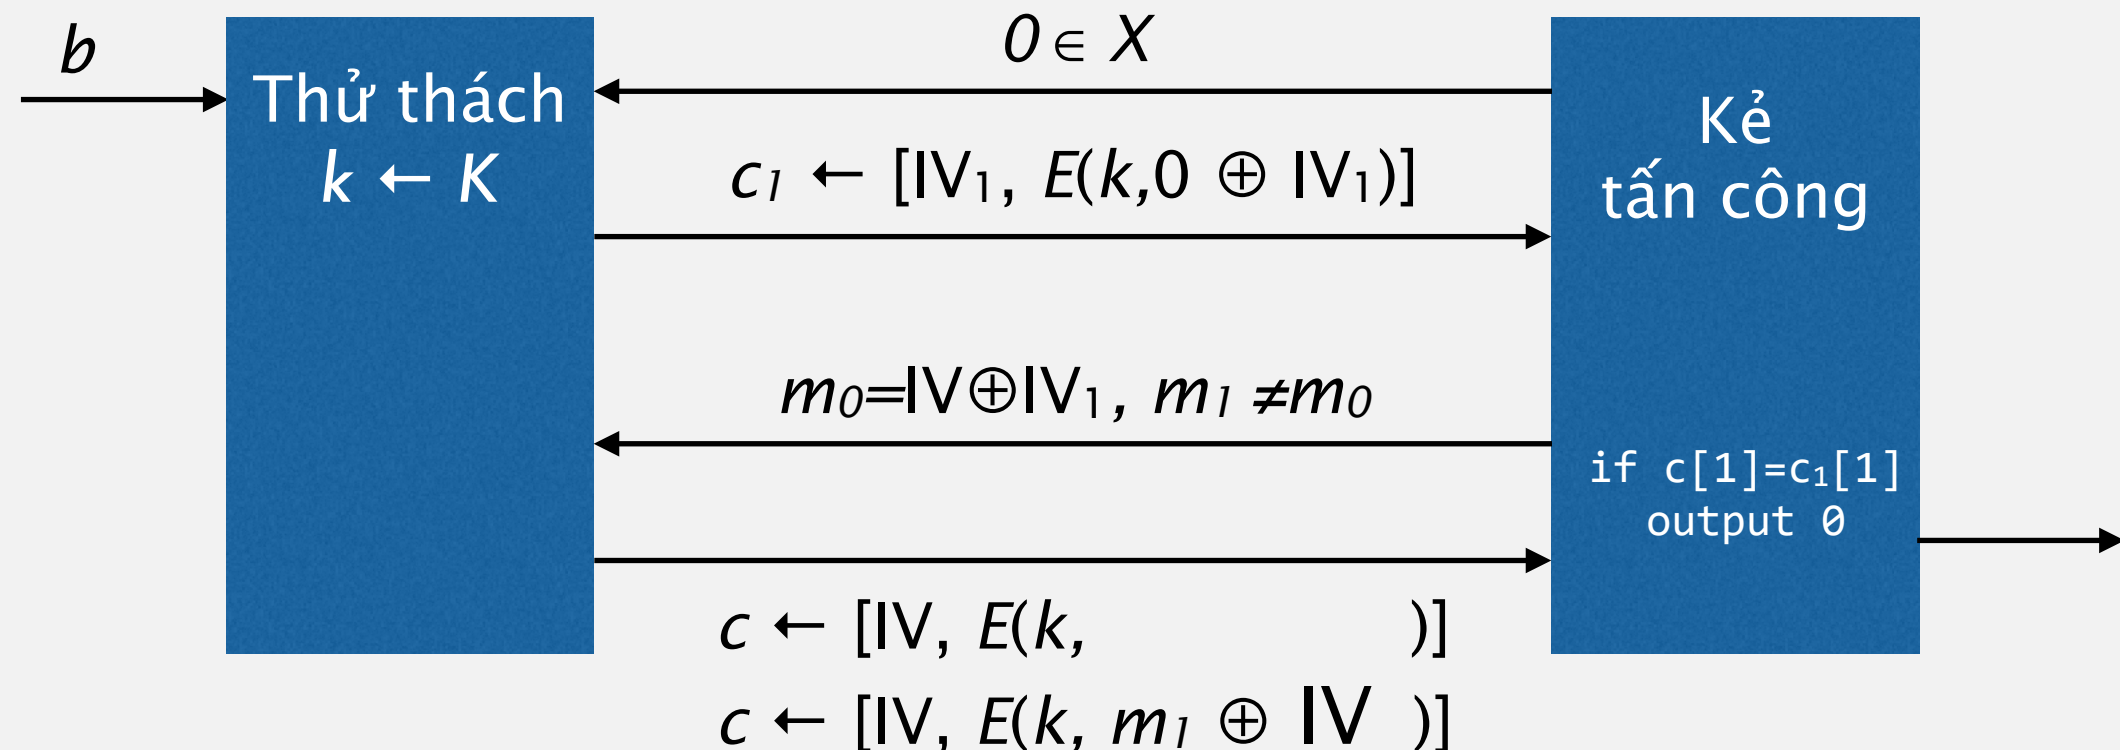 b
Thử thách
k ← K
0 ∈ X
c₁ ← [IV₁, E(k,0 ⊕ IV₁)]
Kẻ
tấn công
m₀=IV⊕IV₁, m₁ ≠m₀
if c[1]=c₁[1]
output 0
c ← [IV, E(k, )]
c ← [IV, E(k, m₁ ⊕ IV )]